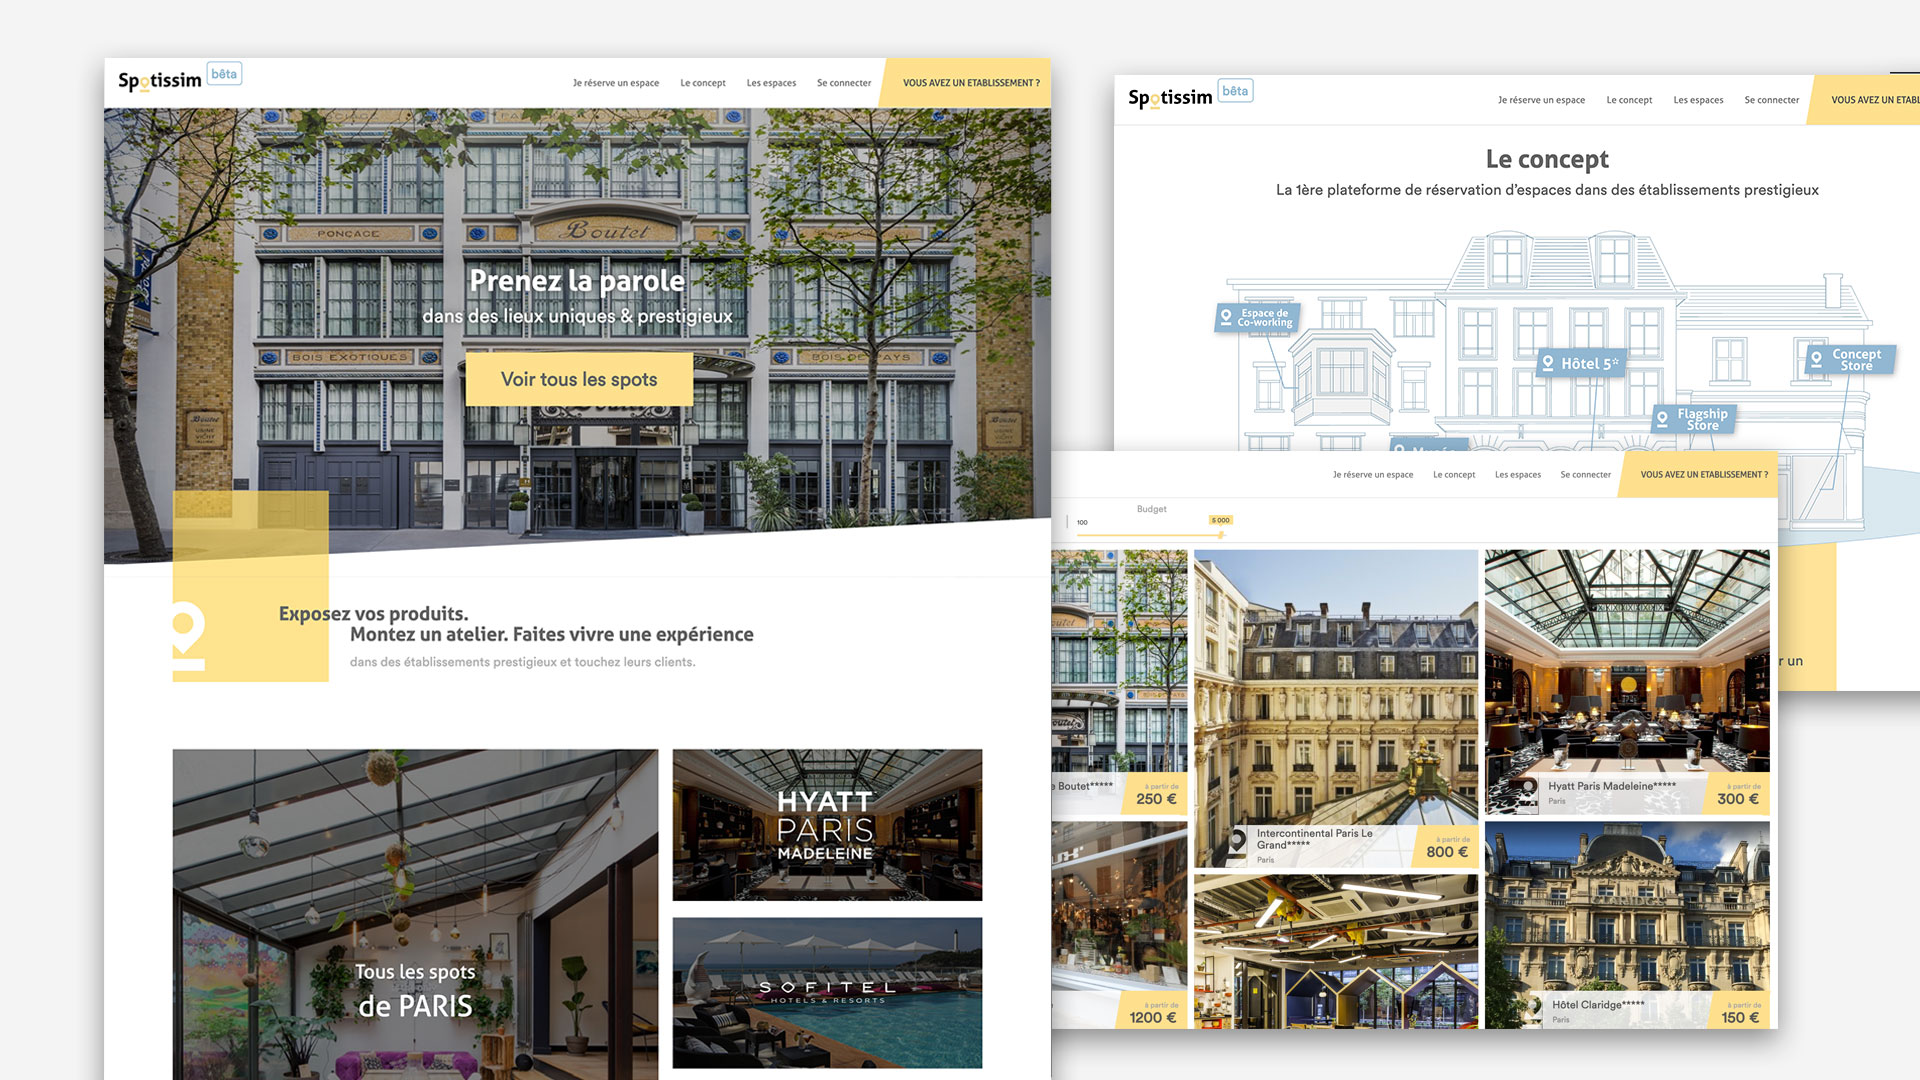 Spotissim bêta
Je réserve un espace
Le concept
Les espaces
Se connecter
VOUS AVEZ UN ETABLISSEMENT ?
PONÇAGE
Boutet
Prenez la parole
dans des lieux uniques & prestigieux
BOIS EXOTIQUES
BOIS DE PAYS
Voir tous les spots
Exposez vos produits.
Montez un atelier. Faites vivre une expérience
dans des établissements prestigieux et touchez leurs clients.
Tous les spots
de PARIS
HYATT
PARIS
MADELEINE
SOFITEL
HOTELS & RESORTS
Spotissim bêta
Je réserve un espace
Le concept
Les espaces
Se connecter
VOUS AVEZ UN ETABL
Le concept
La 1ère plateforme de réservation d'espaces dans des établissements prestigieux
Espace de
Co-working
Hôtel 5*
Concept
Store
Flagship
Store
r un
Je réserve un espace
Le concept
Les espaces
Se connecter
VOUS AVEZ UN ETABLISSEMENT ?
Budget
100
5 000
e Boutet*****
à partir de
250 €
Intercontinental Paris Le
Grand*****
Paris
à partir de
800 €
Hyatt Paris Madeleine*****
Paris
à partir de
300 €
à partir de
1200 €
CLARIDGE
Hôtel Claridge*****
Paris
à partir de
150 €